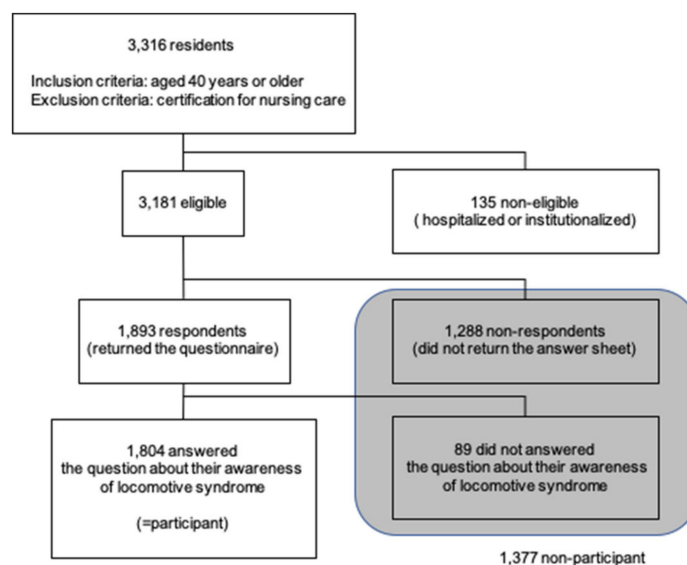 3,316 residents
Inclusion criteria: aged 40 years or older
Exclusion criteria: certification for nursing care
3,181 eligible
135 non-eligible
( hospitalized or institutionalized)
1,893 respondents
(returned the questionnaire)
1,288 non-respondents
(did not return the answer sheet)
1,804 answered
the question about their awareness
of locomotive syndrome
(=participant)
89 did not answered
the question about their awareness
of locomotive syndrome
1,377 non-participant